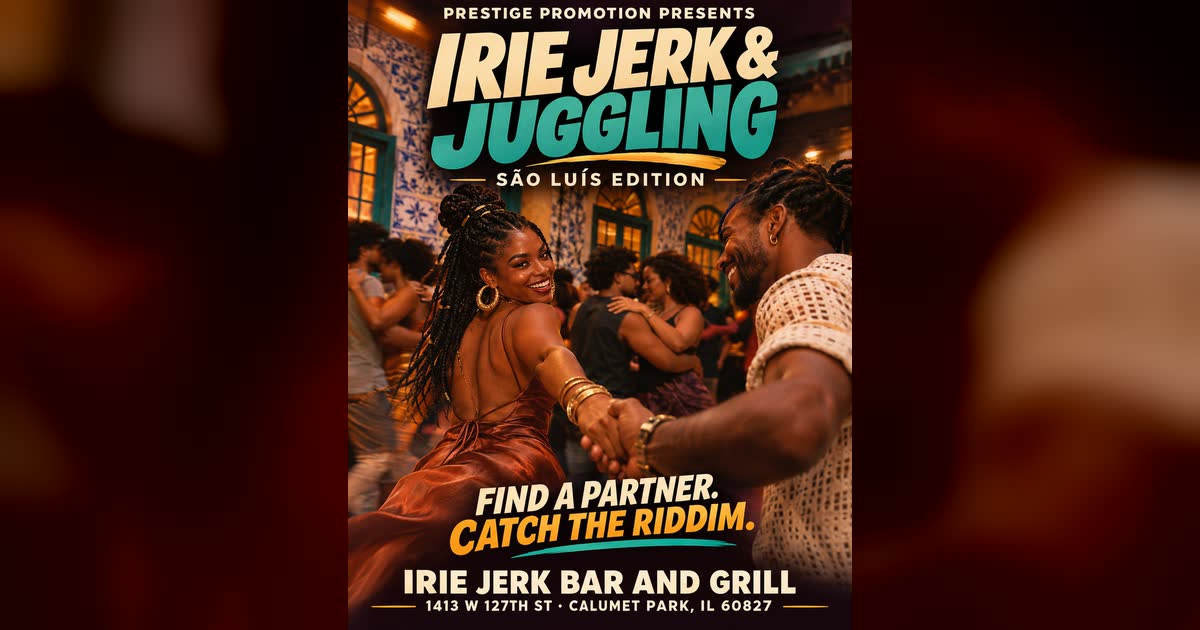 PRESTIGE PROMOTION PRESENTS
IRIE JERK &
JUGGLING
SÃO LUÍS EDITION
FIND A PARTNER.
CATCH THE RIDDIM.
IRIE JERK BAR AND GRILL
1413 W 127TH ST · CALUMET PARK, IL 60827